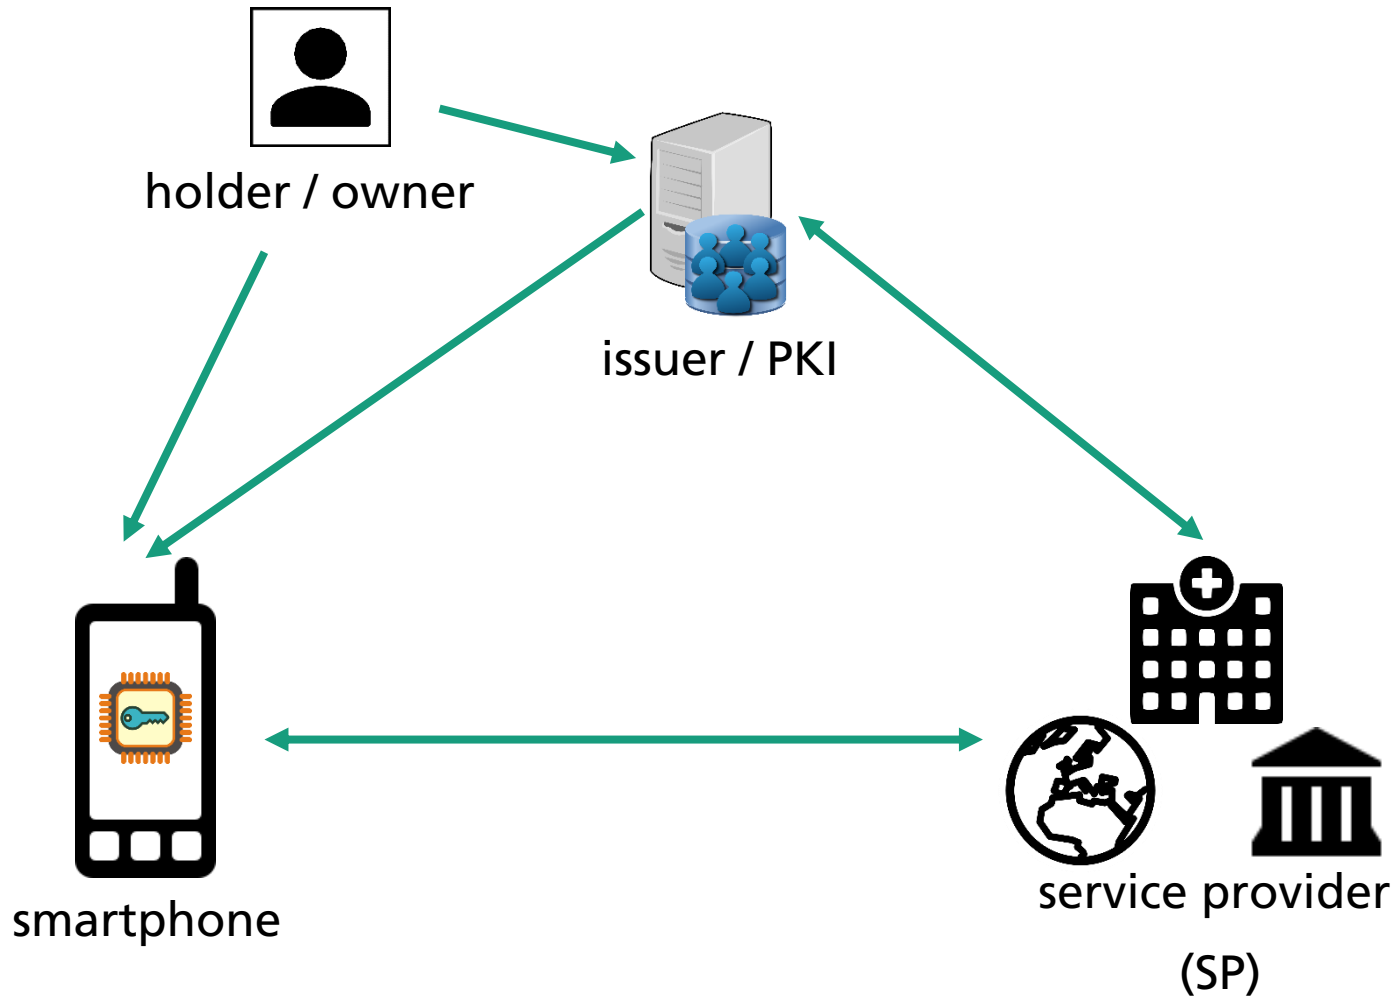 holder / owner
issuer / PKI
smartphone
service provider
(SP)